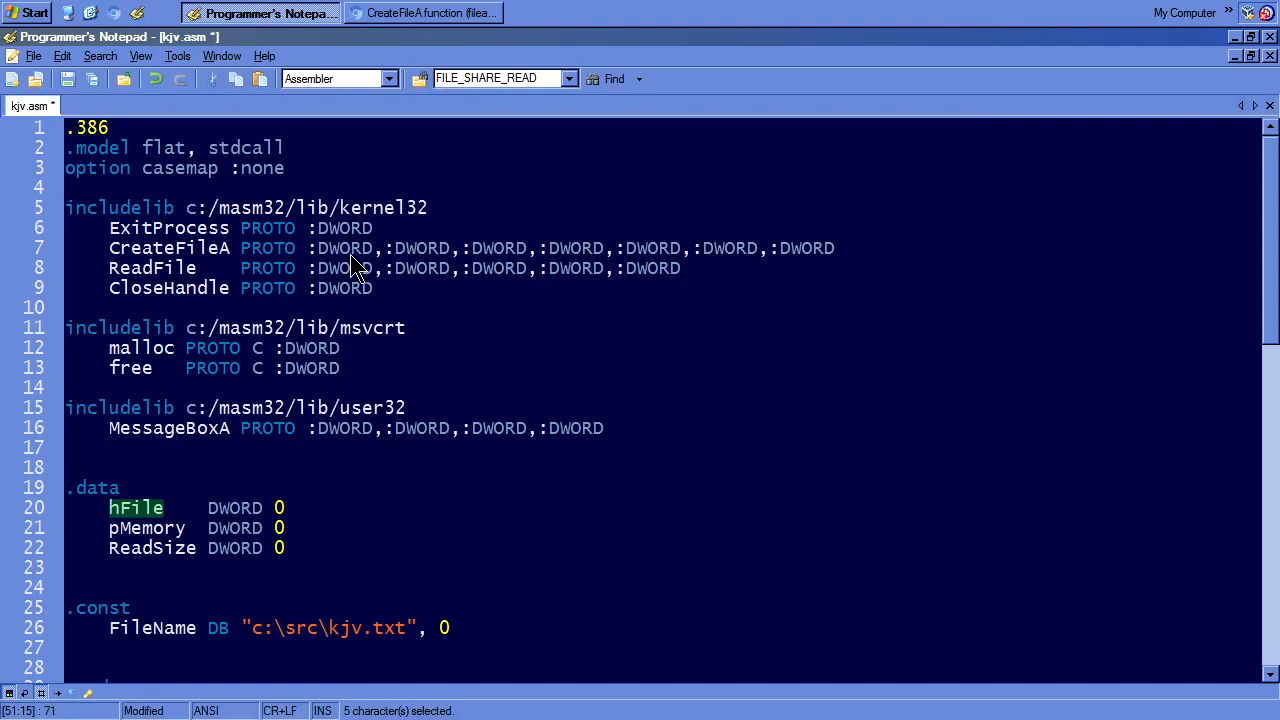 Start
Programmer's Notepa...
CreateFileA function (filea...
My Computer »
Programmer's Notepad - [kjv.asm *]
File Edit Search View Tools Window Help
Assembler
FILE_SHARE_READ
Find
kjv.asm *
1 .386
2 .model flat, stdcall
3 option casemap :none
4
5 includelib c:/masm32/lib/kernel32
6 ExitProcess PROTO :DWORD
7 CreateFileA PROTO :DWORD,:DWORD,:DWORD,:DWORD,:DWORD,:DWORD,:DWORD
8 ReadFile PROTO :DWORD,:DWORD,:DWORD,:DWORD,:DWORD
9 CloseHandle PROTO :DWORD
10
11 includelib c:/masm32/lib/msvcrt
12 malloc PROTO C :DWORD
13 free PROTO C :DWORD
14
15 includelib c:/masm32/lib/user32
16 MessageBoxA PROTO :DWORD,:DWORD,:DWORD,:DWORD
17
18
19 .data
20 hFile DWORD 0
21 pMemory DWORD 0
22 ReadSize DWORD 0
23
24
25 .const
26 FileName DB "c:\src\kjv.txt", 0
27
28
[51:15] : 71
Modified
ANSI
CR+LF
INS
5 character(s) selected.